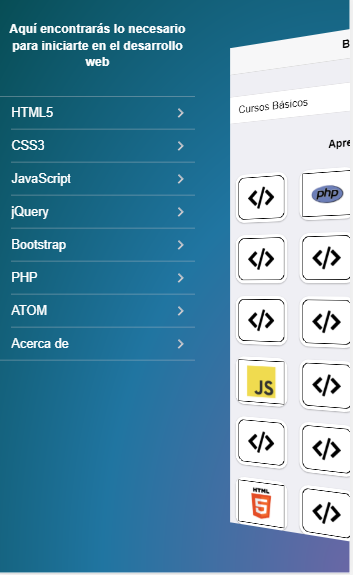 Aquí encontrarás lo necesario
para iniciarte en el desarrollo
web
HTML5
CSS3
JavaScript
jQuery
Bootstrap
PHP
ATOM
Acerca de
B
Cursos Básicos
Apre
</> php
</> </>
</> </>
JS </>
</> </>
HTML
5 </>